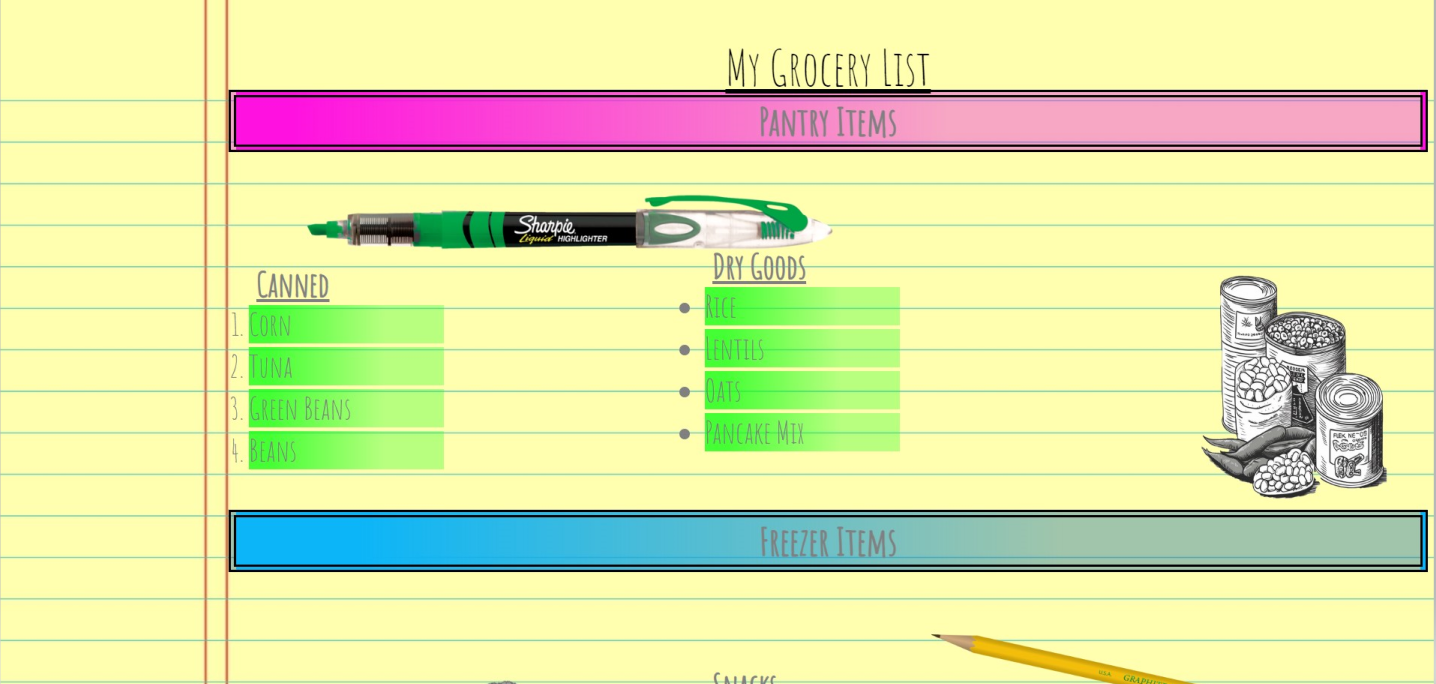 My Grocery List
Pantry Items
Sharpie
Liquid HIGHLIGHTER
Canned
1. Corn
2. Tuna
3. Green Beans
4. Beans
Dry Goods
• Rice
• Lentils
• Oats
• Pancake Mix
Freezer Items
Snacks
USA